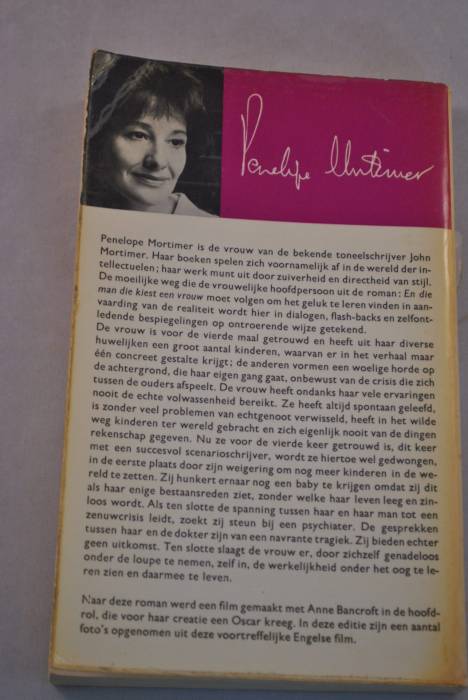 Penelope Mortimer
Penelope Mortimer is de vrouw van de bekende toneelschrijver John
Mortimer. Haar boeken spelen zich voornamelijk af in de wereld der in-
tellectuelen; haar werk munt uit door zuiverheid en directheid van stijl.
De moeilijke weg die de vrouwelijke hoofdpersoon uit de roman: En die
man die kiest een vrouw moet volgen om het geluk te leren vinden in aan-
vaarding van de realiteit wordt hier in dialogen, flash-backs en zelfont-
ledende bespiegelingen op ontroerende wijze getekend.
De vrouw is voor de vierde maal getrouwd en heeft uit haar diverse
huwelijken een groot aantal kinderen, waarvan er in het verhaal maar
één concreet gestalte krijgt; de anderen vormen een woelige horde op
de achtergrond, die haar eigen gang gaat, onbewust van de crisis die zich
tussen de ouders afspeelt. De vrouw heeft ondanks haar vele ervaringen
nooit de echte volwassenheid bereikt. Ze heeft altijd spontaan geleefd,
is zonder veel problemen van echtgenoot verwisseld, heeft in het wilde
weg kinderen ter wereld gebracht en zich eigenlijk nooit van de dingen
rekenschap gegeven. Nu ze voor de vierde keer getrouwd is, dit keer
met een succesvol scenarioschrijver, wordt ze hiertoe wel gedwongen,
in de eerste plaats door zijn weigering om nog meer kinderen in de we-
reld te zetten. Zij hunkert ernaar nog een baby te krijgen omdat zij dit
als haar enige bestaansreden ziet, zonder welke haar leven leeg en zin-
loos wordt. Als ten slotte de spanning tussen haar en haar man tot een
zenuwcrisis leidt, zoekt zij steun bij een psychiater. De gesprekken
tussen haar en de dokter zijn van een navrante tragiek. Zij bieden echter
geen uitkomst. Ten slotte slaagt de vrouw er, door zichzelf genadeloos
onder de loupe te nemen, zelf in, de werkelijkheid onder het oog te le-
ren zien en daarmee te leven.
Naar deze roman werd een film gemaakt met Anne Bancroft in de hoofd-
rol, die voor haar creatie een Oscar kreeg. In deze editie zijn een aantal
foto's opgenomen uit deze voortreffelijke Engelse film.